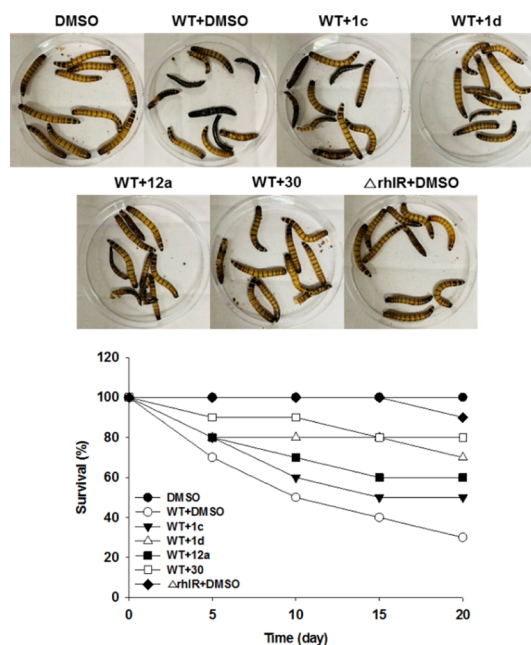 DMSO WT+DMSO WT+1c WT+1d
WT+12a WT+30 △rhlR+DMSO
120
100
80
60
40
20
0
Survival (%)
DMSO
WT+DMSO
WT+1c
WT+1d
WT+12a
WT+30
△rhlR+DMSO
0 5 10 15 20
Time (day)